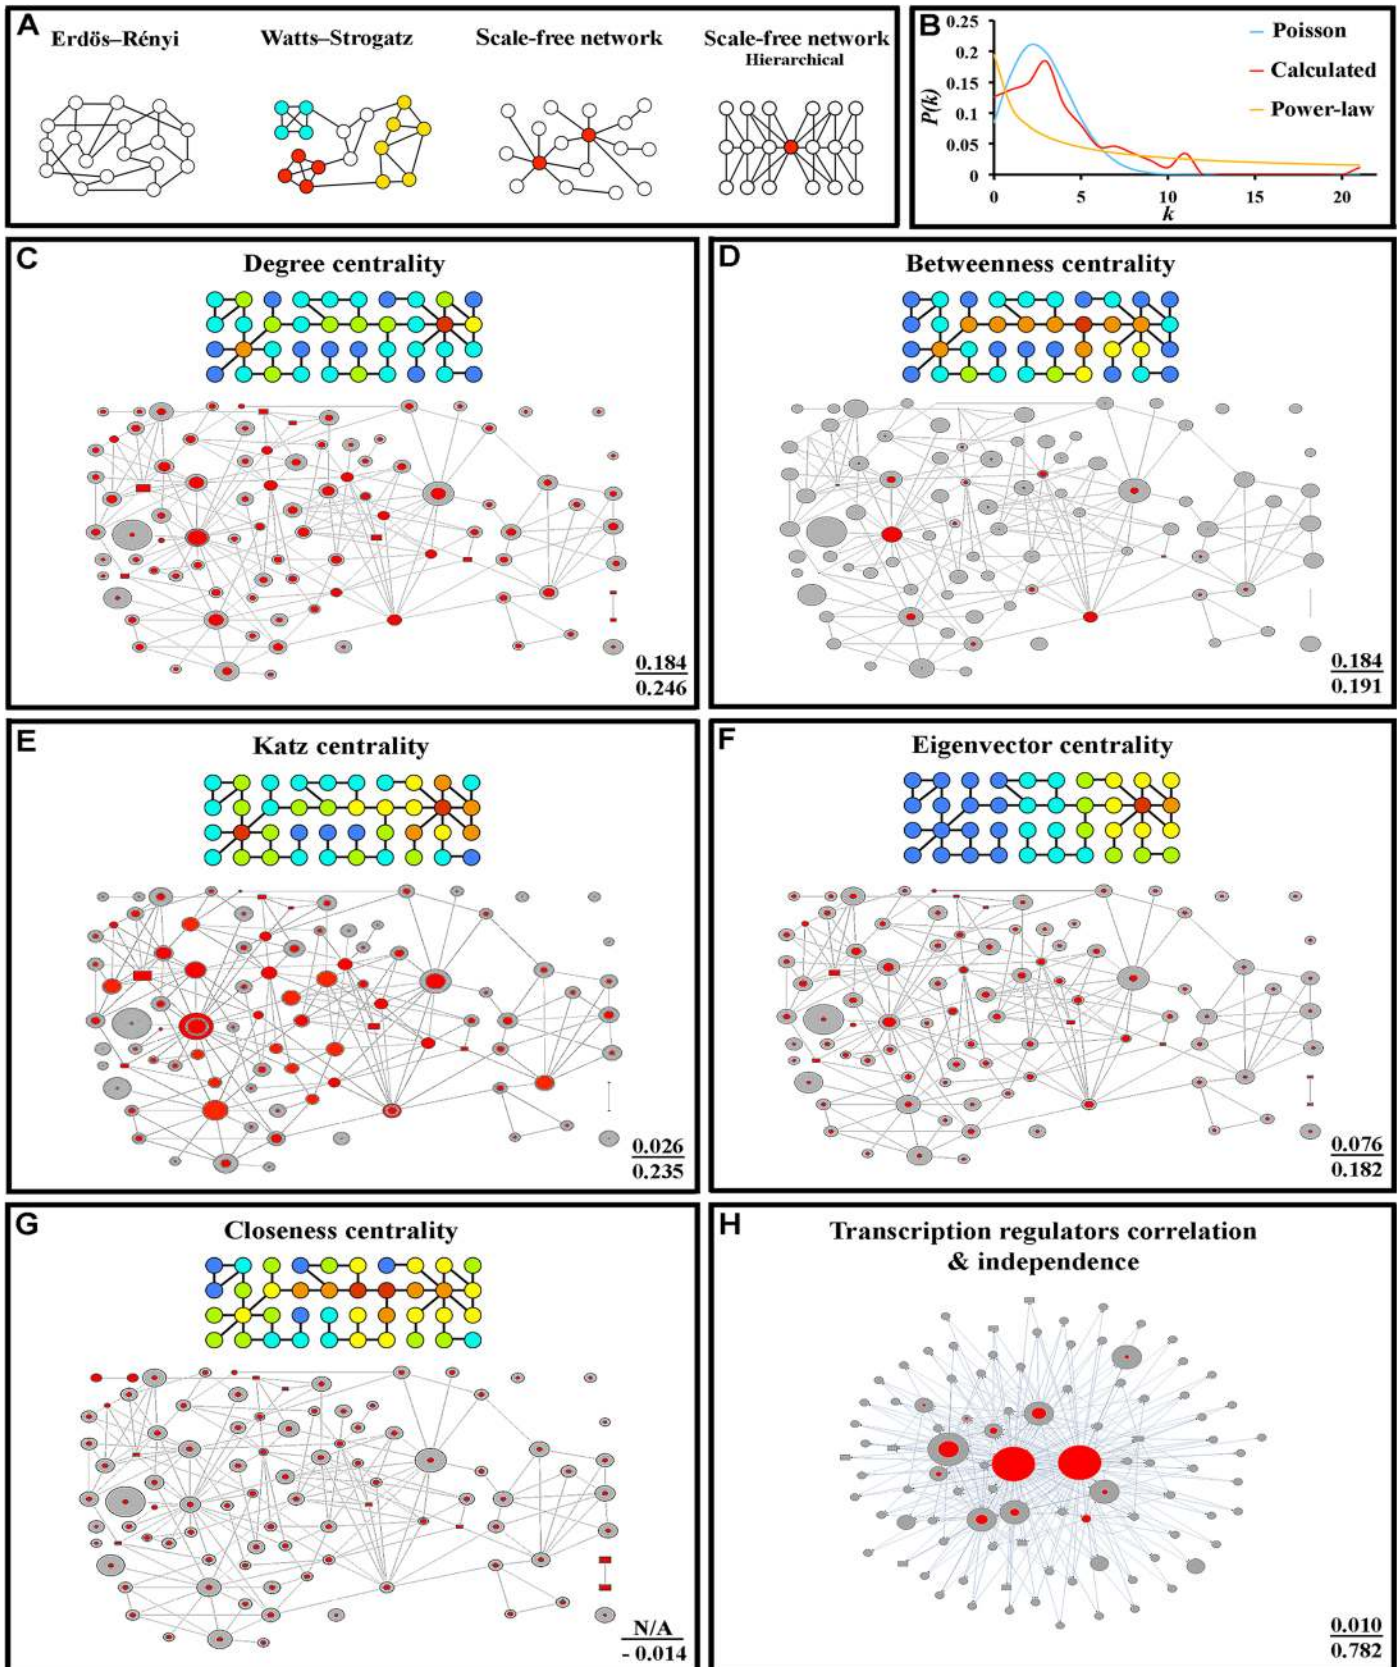 A
Erdös–Rényi
Watts–Strogatz
Scale-free network
Scale-free network
Hierarchical
B
0.25
0.2
0.15
0.1
0.05
0
P(k)
0
5
10
15
20
k
Poisson
Calculated
Power-law
C
Degree centrality
0.184
0.246
D
Betweenness centrality
0.184
0.191
E
Katz centrality
0.026
0.235
F
Eigenvector centrality
0.076
0.182
G
Closeness centrality
N/A
- 0.014
H
Transcription regulators correlation
& independence
0.010
0.782